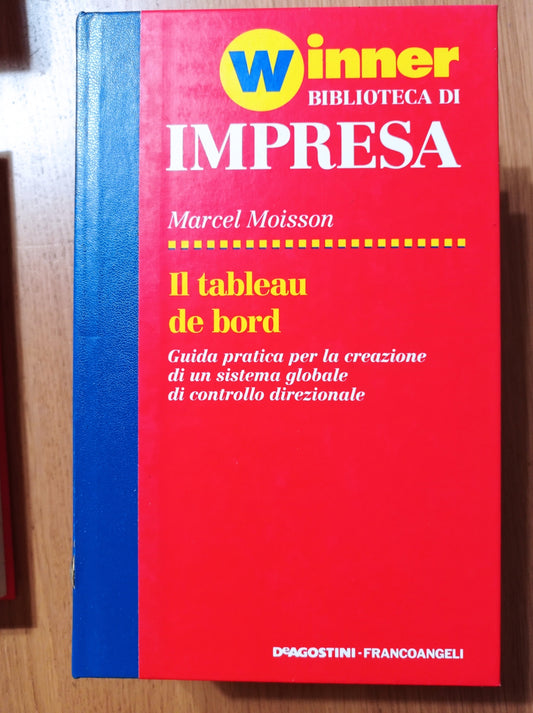 Winner
BIBLIOTECA DI
IMPRESA
Marcel Moisson
Il tableau
de bord
Guida pratica per la creazione
di un sistema globale
di controllo direzionale
DEAGOSTINI-FRANCOANGELI